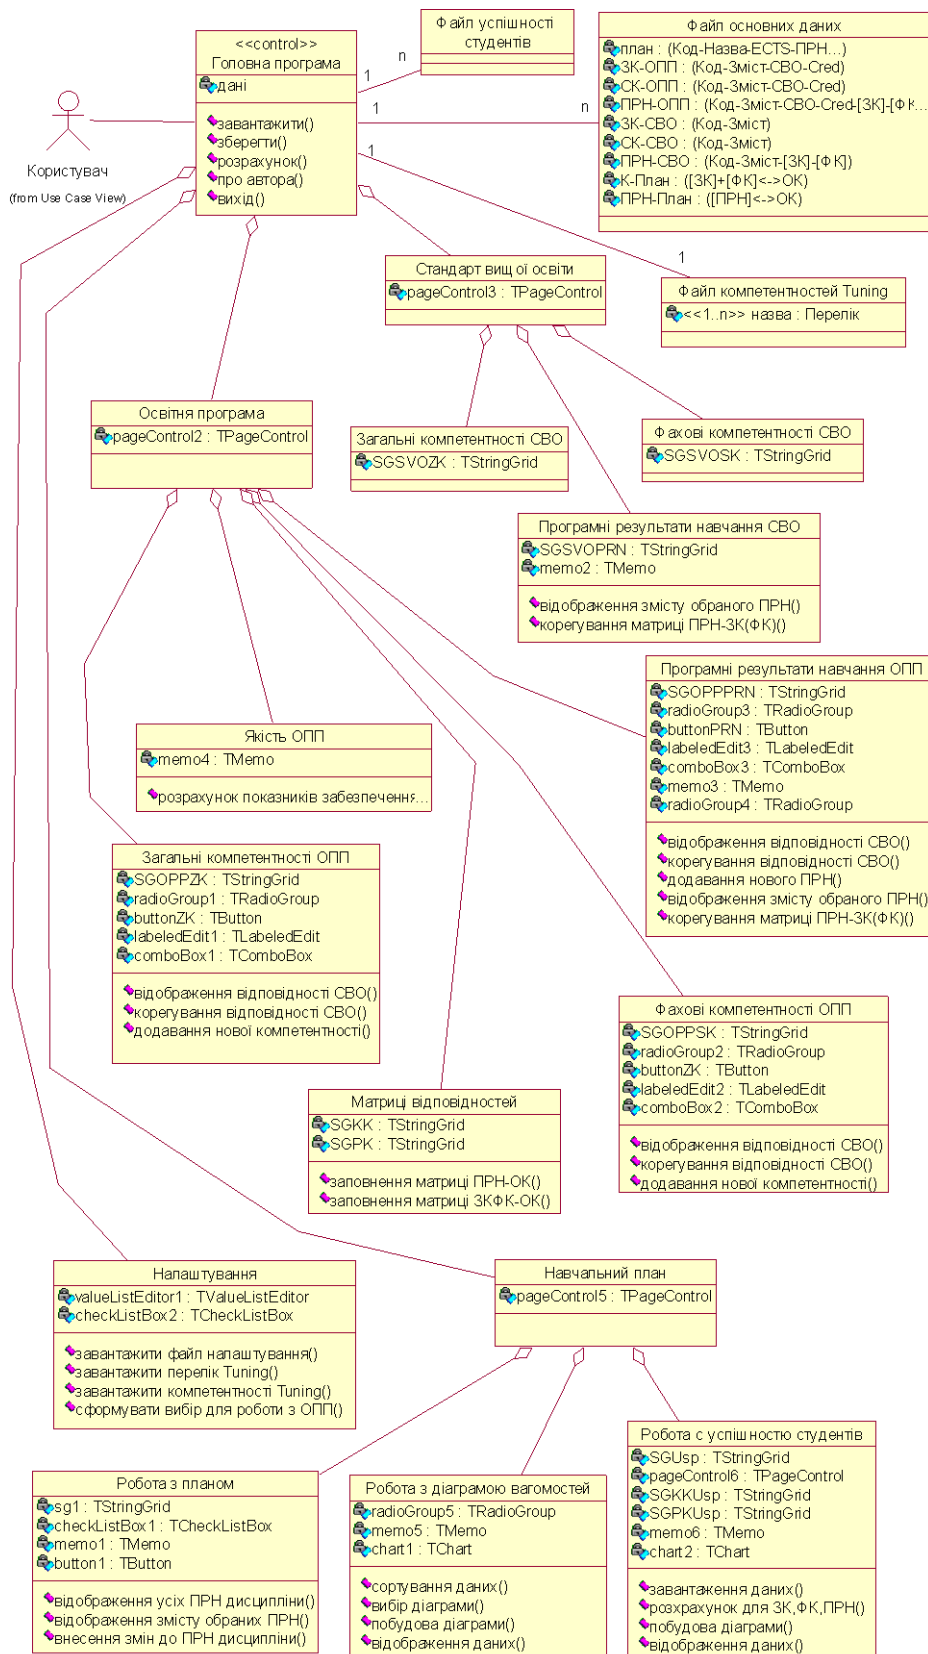 <<control>>
Головна програма
дані
завантажити()
зберегти()
розрахунок()
про автора()
вихід()
Файл успішності
студентів
Файл основних даних
план : (Код-Назва-ECTS-ПРН...)
ЗК-ОПП : (Код-Зміст-СВО-Cred)
СК-ОПП : (Код-Зміст-СВО-Cred)
ПРН-ОПП : (Код-Зміст-СВО-Cred-[ЗК]-[ФК...
ЗК-СВО : (Код-Зміст)
СК-СВО : (Код-Зміст)
ПРН-СВО : (Код-Зміст-[ЗК]-[ФК])
К-План : ([ЗК]+[ФК]<->ОК)
ПРН-План : ([ПРН]<->ОК)
1
n
1
n
1
1
Користувач
(from Use Case View)
Стандарт вищої освіти
pageControl3 : TPageControl
Файл компетентностей Tuning
<<1..n>> назва : Перелік
Освітня програма
pageControl2 : TPageControl
Загальні компетентності СВО
SGSVOZK : TStringGrid
Фахові компетентності СВО
SGSVOSK : TStringGrid
Програмні результати навчання СВО
SGSVOPRN : TStringGrid
memo2 : TMemo
відображення змісту обраного ПРН()
корегування матриці ПРН-ЗК(ФК)()
Програмні результати навчання ОПП
SGOPPPRN : TStringGrid
radioGroup3 : TRadioGroup
buttonPRN : TButton
labeledEdit3 : TLabeledEdit
comboBox3 : TComboBox
memo3 : TMemo
radioGroup4 : TRadioGroup
відображення відповідності СВО()
корегування відповідності СВО()
додавання нового ПРН()
відображення змісту обраного ПРН()
корегування матриці ПРН-ЗК(ФК)()
Якість ОПП
memo4 : TMemo
розрахунок показників забезпечення...
Загальні компетентності ОПП
SGOPPZK : TStringGrid
radioGroup1 : TRadioGroup
buttonZK : TButton
labeledEdit1 : TLabeledEdit
comboBox1 : TComboBox
відображення відповідності СВО()
корегування відповідності СВО()
додавання нової компетентності()
Фахові компетентності ОПП
SGOPPSK : TStringGrid
radioGroup2 : TRadioGroup
buttonZK : TButton
labeledEdit2 : TLabeledEdit
comboBox2 : TComboBox
відображення відповідності СВО()
корегування відповідності СВО()
додавання нової компетентності()
Матриці відповідностей
SGKK : TStringGrid
SGPK : TStringGrid
заповнення матриці ПРН-ОК()
заповнення матриці ЗКФК-ОК()
Налаштування
valueListEditor1 : TValueListEditor
checkListBox2 : TCheckListBox
завантажити файл налаштування()
завантажити перелік Tuning()
завантажити компетентності Tuning()
сформувати вибір для роботи з ОПП()
Навчальний план
pageControl5 : TPageControl
Робота з планом
sg1 : TStringGrid
checkListBox1 : TCheckListBox
memo1 : TMemo
button1 : TButton
відображення усіх ПРН дисципліни()
відображення змісту обраних ПРН()
внесення змін до ПРН дисципліни()
Робота з діаграмою вагомостей
radioGroup5 : TRadioGroup
memo5 : TMemo
chart1 : TChart
сортування даних()
вибір діаграми()
побудова діаграми()
відображення даних()
Робота с успішністю студентів
SGUsp : TStringGrid
pageControl6 : TPageControl
SGKKUsp : TStringGrid
SGPKUsp : TStringGrid
memo6 : TMemo
chart2 : TChart
завантаження даних()
розхрахунок для ЗК,ФК,ПРН()
побудова діаграми()
відображення даних()